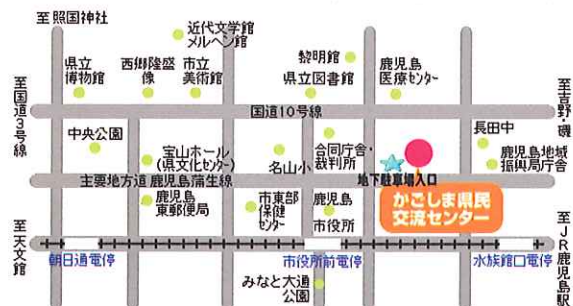 至 照国神社
近代文学館
メルヘン館
黎明館
県立
博物館
西郷隆盛
像
市立
美術館
県立図書館
鹿児島
医療センター
至国道3号線
至吉野・磯
国道10号線
中央公園
宝山ホール
(県文化センター)
名山小
合同庁舎・
裁判所
長田中
鹿児島地域
振興局庁舎
主要地方道 鹿児島蒲生線
地下駐車場入口
かごしま県民
交流センター
鹿児島
東郵便局
市東部
保健
センター
鹿児島
市役所
至天文館
至JR鹿児島駅
朝日通電停
市役所前電停
水族館口電停
みなと大通
公園